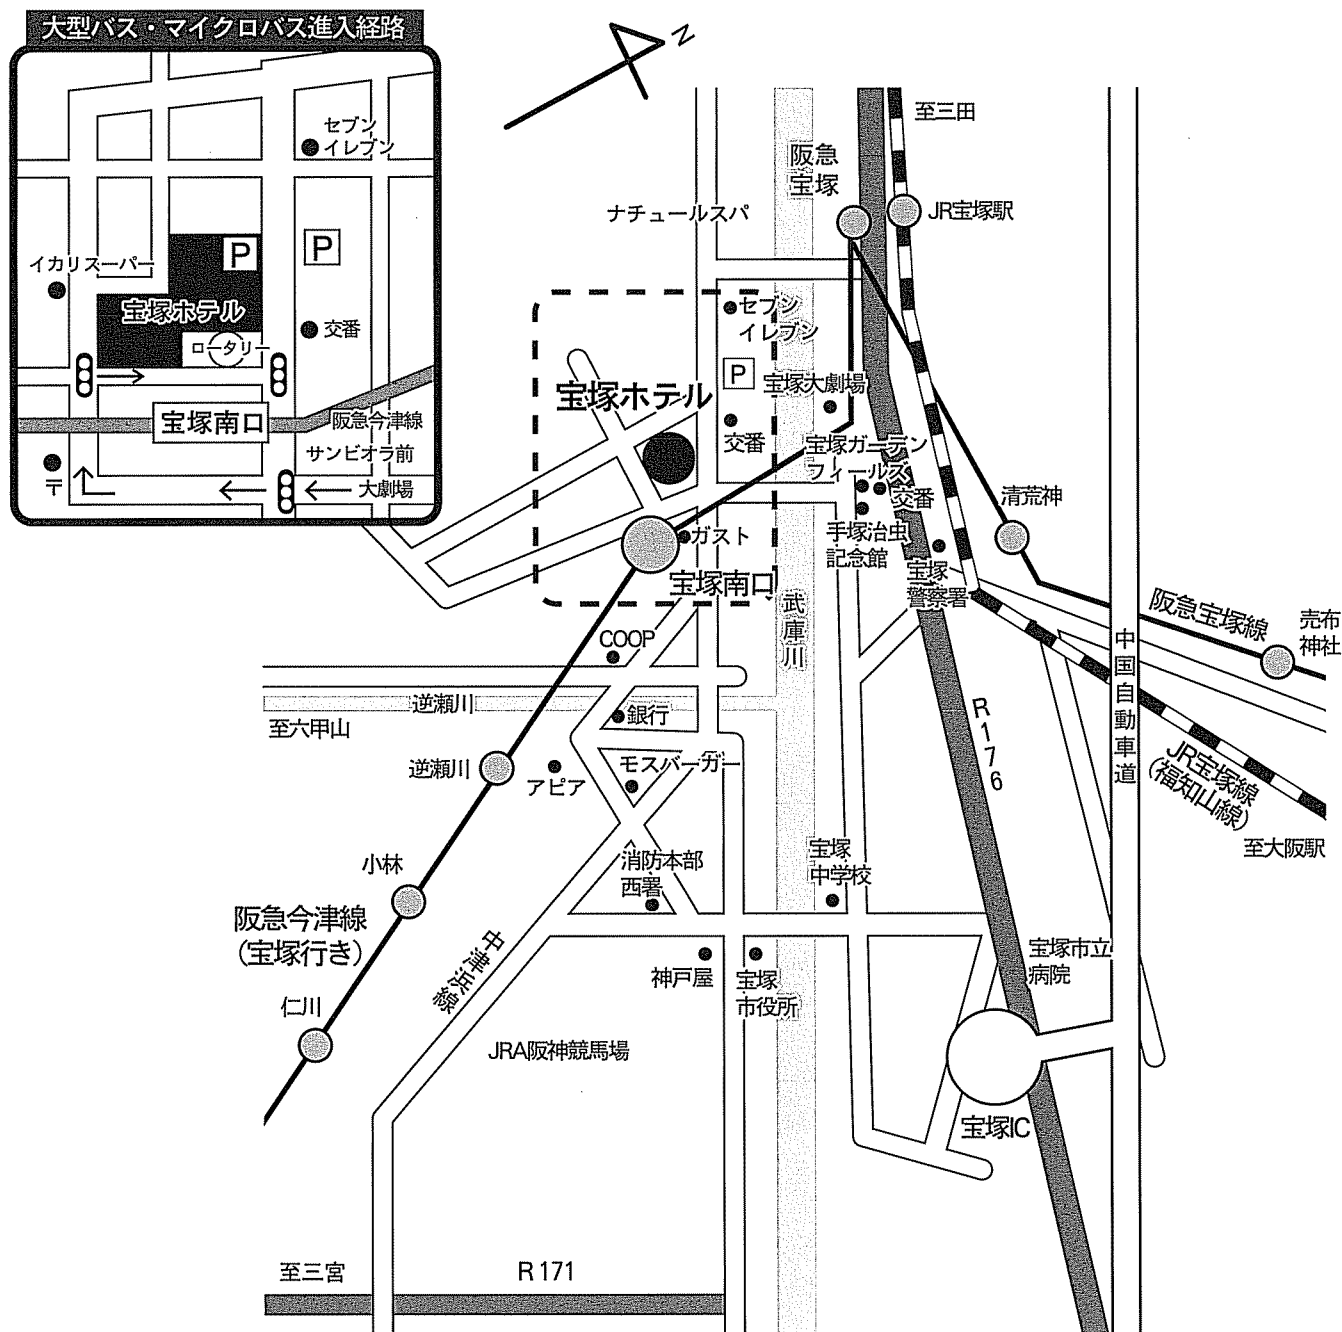 大型バス・マイクロバス進入経路
セブン
イレブン
P
P
イカリスーパー
宝塚ホテル
交番
ロータリー
宝塚南口
阪急今津線
サンビオラ前
〒
大劇場
N
至三田
阪急
宝塚
JR宝塚駅
ナチュールスパ
セブン
イレブン
P
宝塚大劇場
宝塚ホテル
交番
宝塚ガーデン
フィールズ
交番
清荒神
ガスト
手塚治虫
記念館
宝塚
警察署
宝塚南口
武庫川
阪急宝塚線
売布
神社
COOP
中国自動車道
逆瀬川
銀行
至六甲山
R176
逆瀬川
アピア
モスバーガー
JR宝塚線
(福知山線)
至大阪駅
小林
消防本部
西署
宝塚
中学校
阪急今津線
(宝塚行き)
中津浜線
宝塚市立
病院
神戸屋
宝塚
市役所
仁川
JRA阪神競馬場
宝塚IC
至三宮
R171